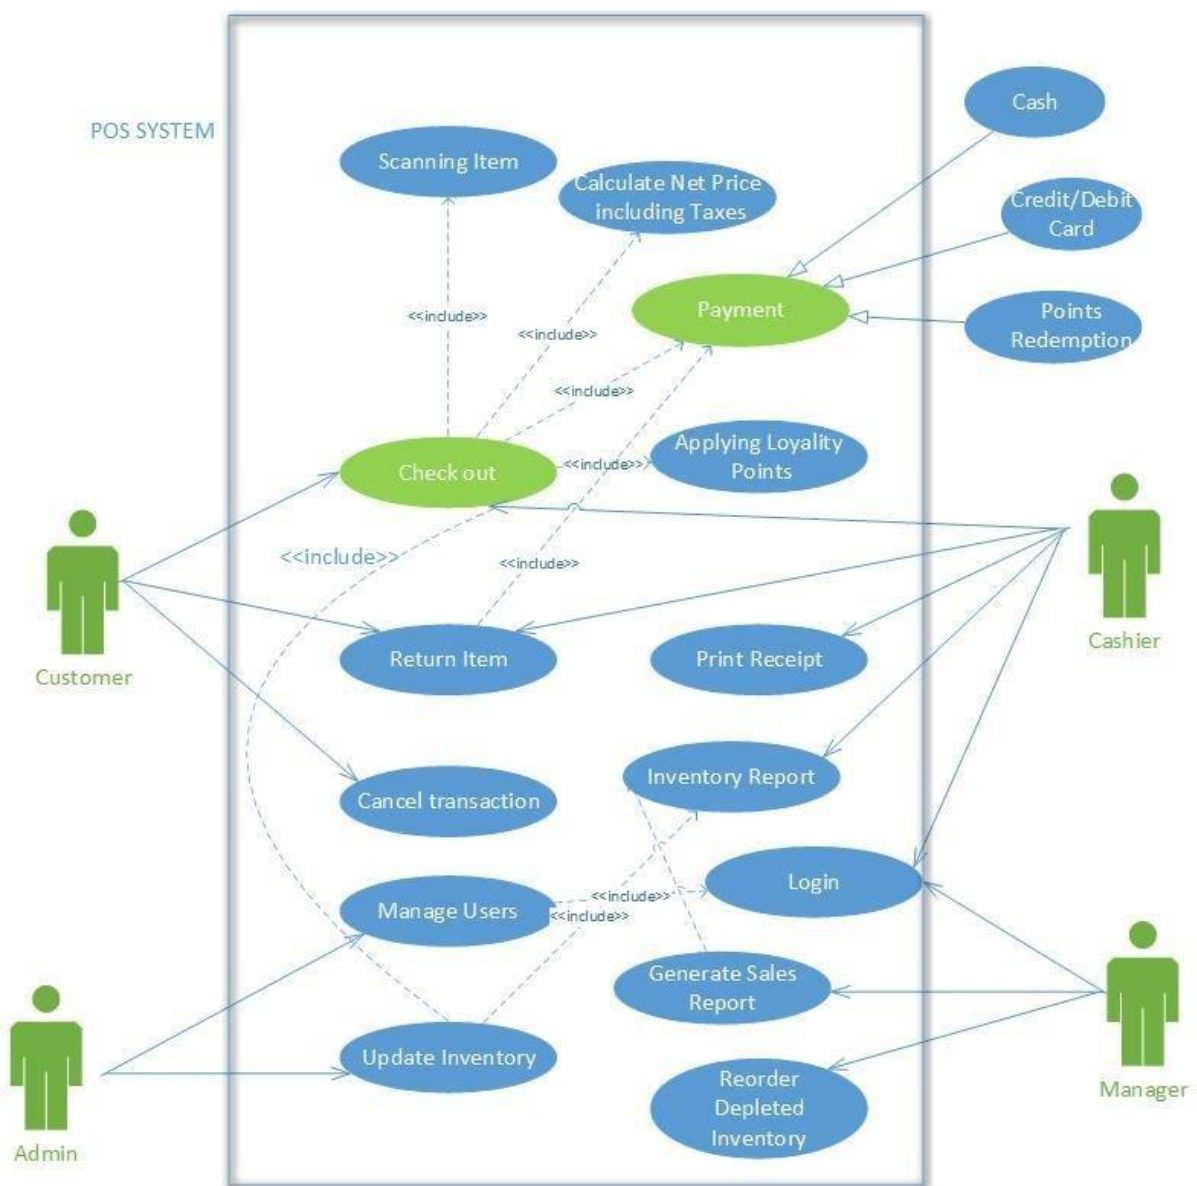 POS SYSTEM
Cash
Scanning Item
Calculate Net Price
including Taxes
Credit/Debit
Card
Payment
Points
Redemption
<<include>>
<<include>>
<<include>>
Check out
<<include>>
Applying Loyality
Points
<<include>>
<<include>>
Customer
Cashier
Return Item
Print Receipt
Inventory Report
Cancel transaction
Login
Manage Users
<<include>>
<<include>>
Generate Sales
Report
Update Inventory
Reorder
Depleted
Inventory
Manager
Admin